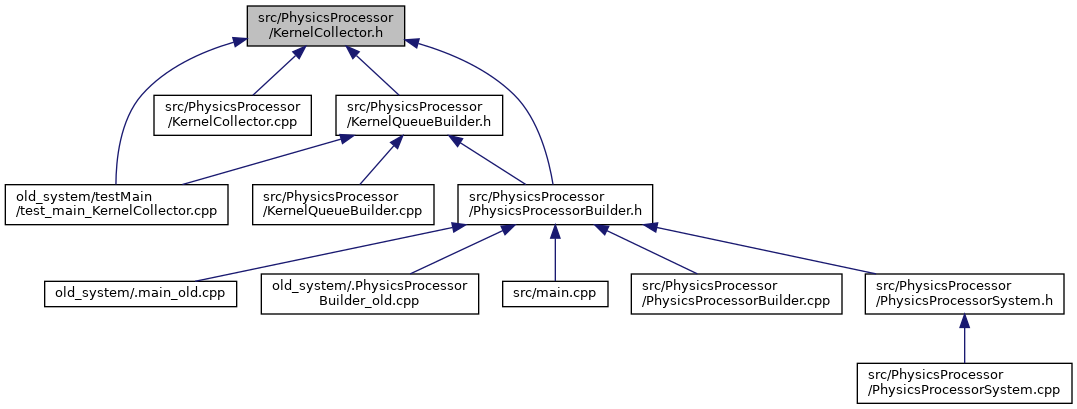 src/PhysicsProcessor
/KernelCollector.h
src/PhysicsProcessor
/KernelCollector.cpp
src/PhysicsProcessor
/KernelQueueBuilder.h
old_system/testMain
/test_main_KernelCollector.cpp
src/PhysicsProcessor
/KernelQueueBuilder.cpp
src/PhysicsProcessor
/PhysicsProcessorBuilder.h
old_system/.main_old.cpp
old_system/.PhysicsProcessor
Builder_old.cpp
src/main.cpp
src/PhysicsProcessor
/PhysicsProcessorBuilder.cpp
src/PhysicsProcessor
/PhysicsProcessorSystem.h
src/PhysicsProcessor
/PhysicsProcessorSystem.cpp